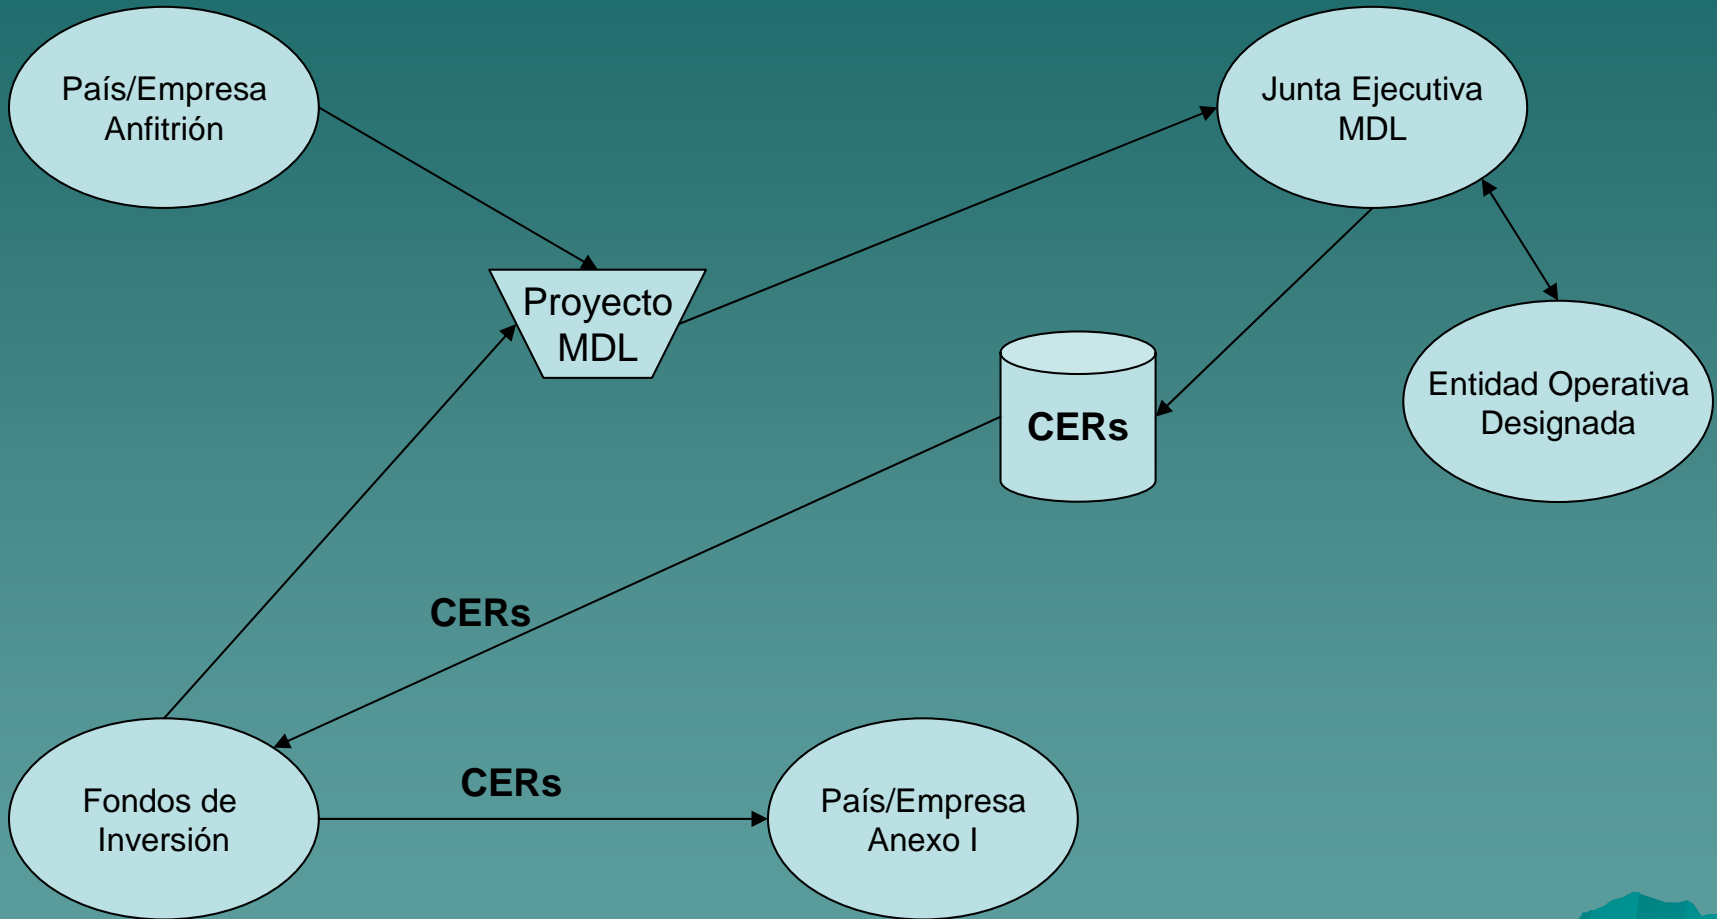 País/Empresa
Anfitrión
Junta Ejecutiva
MDL
Proyecto
MDL
Entidad Operativa
Designada
CERs
CERs
CERs
Fondos de
Inversión
País/Empresa
Anexo I